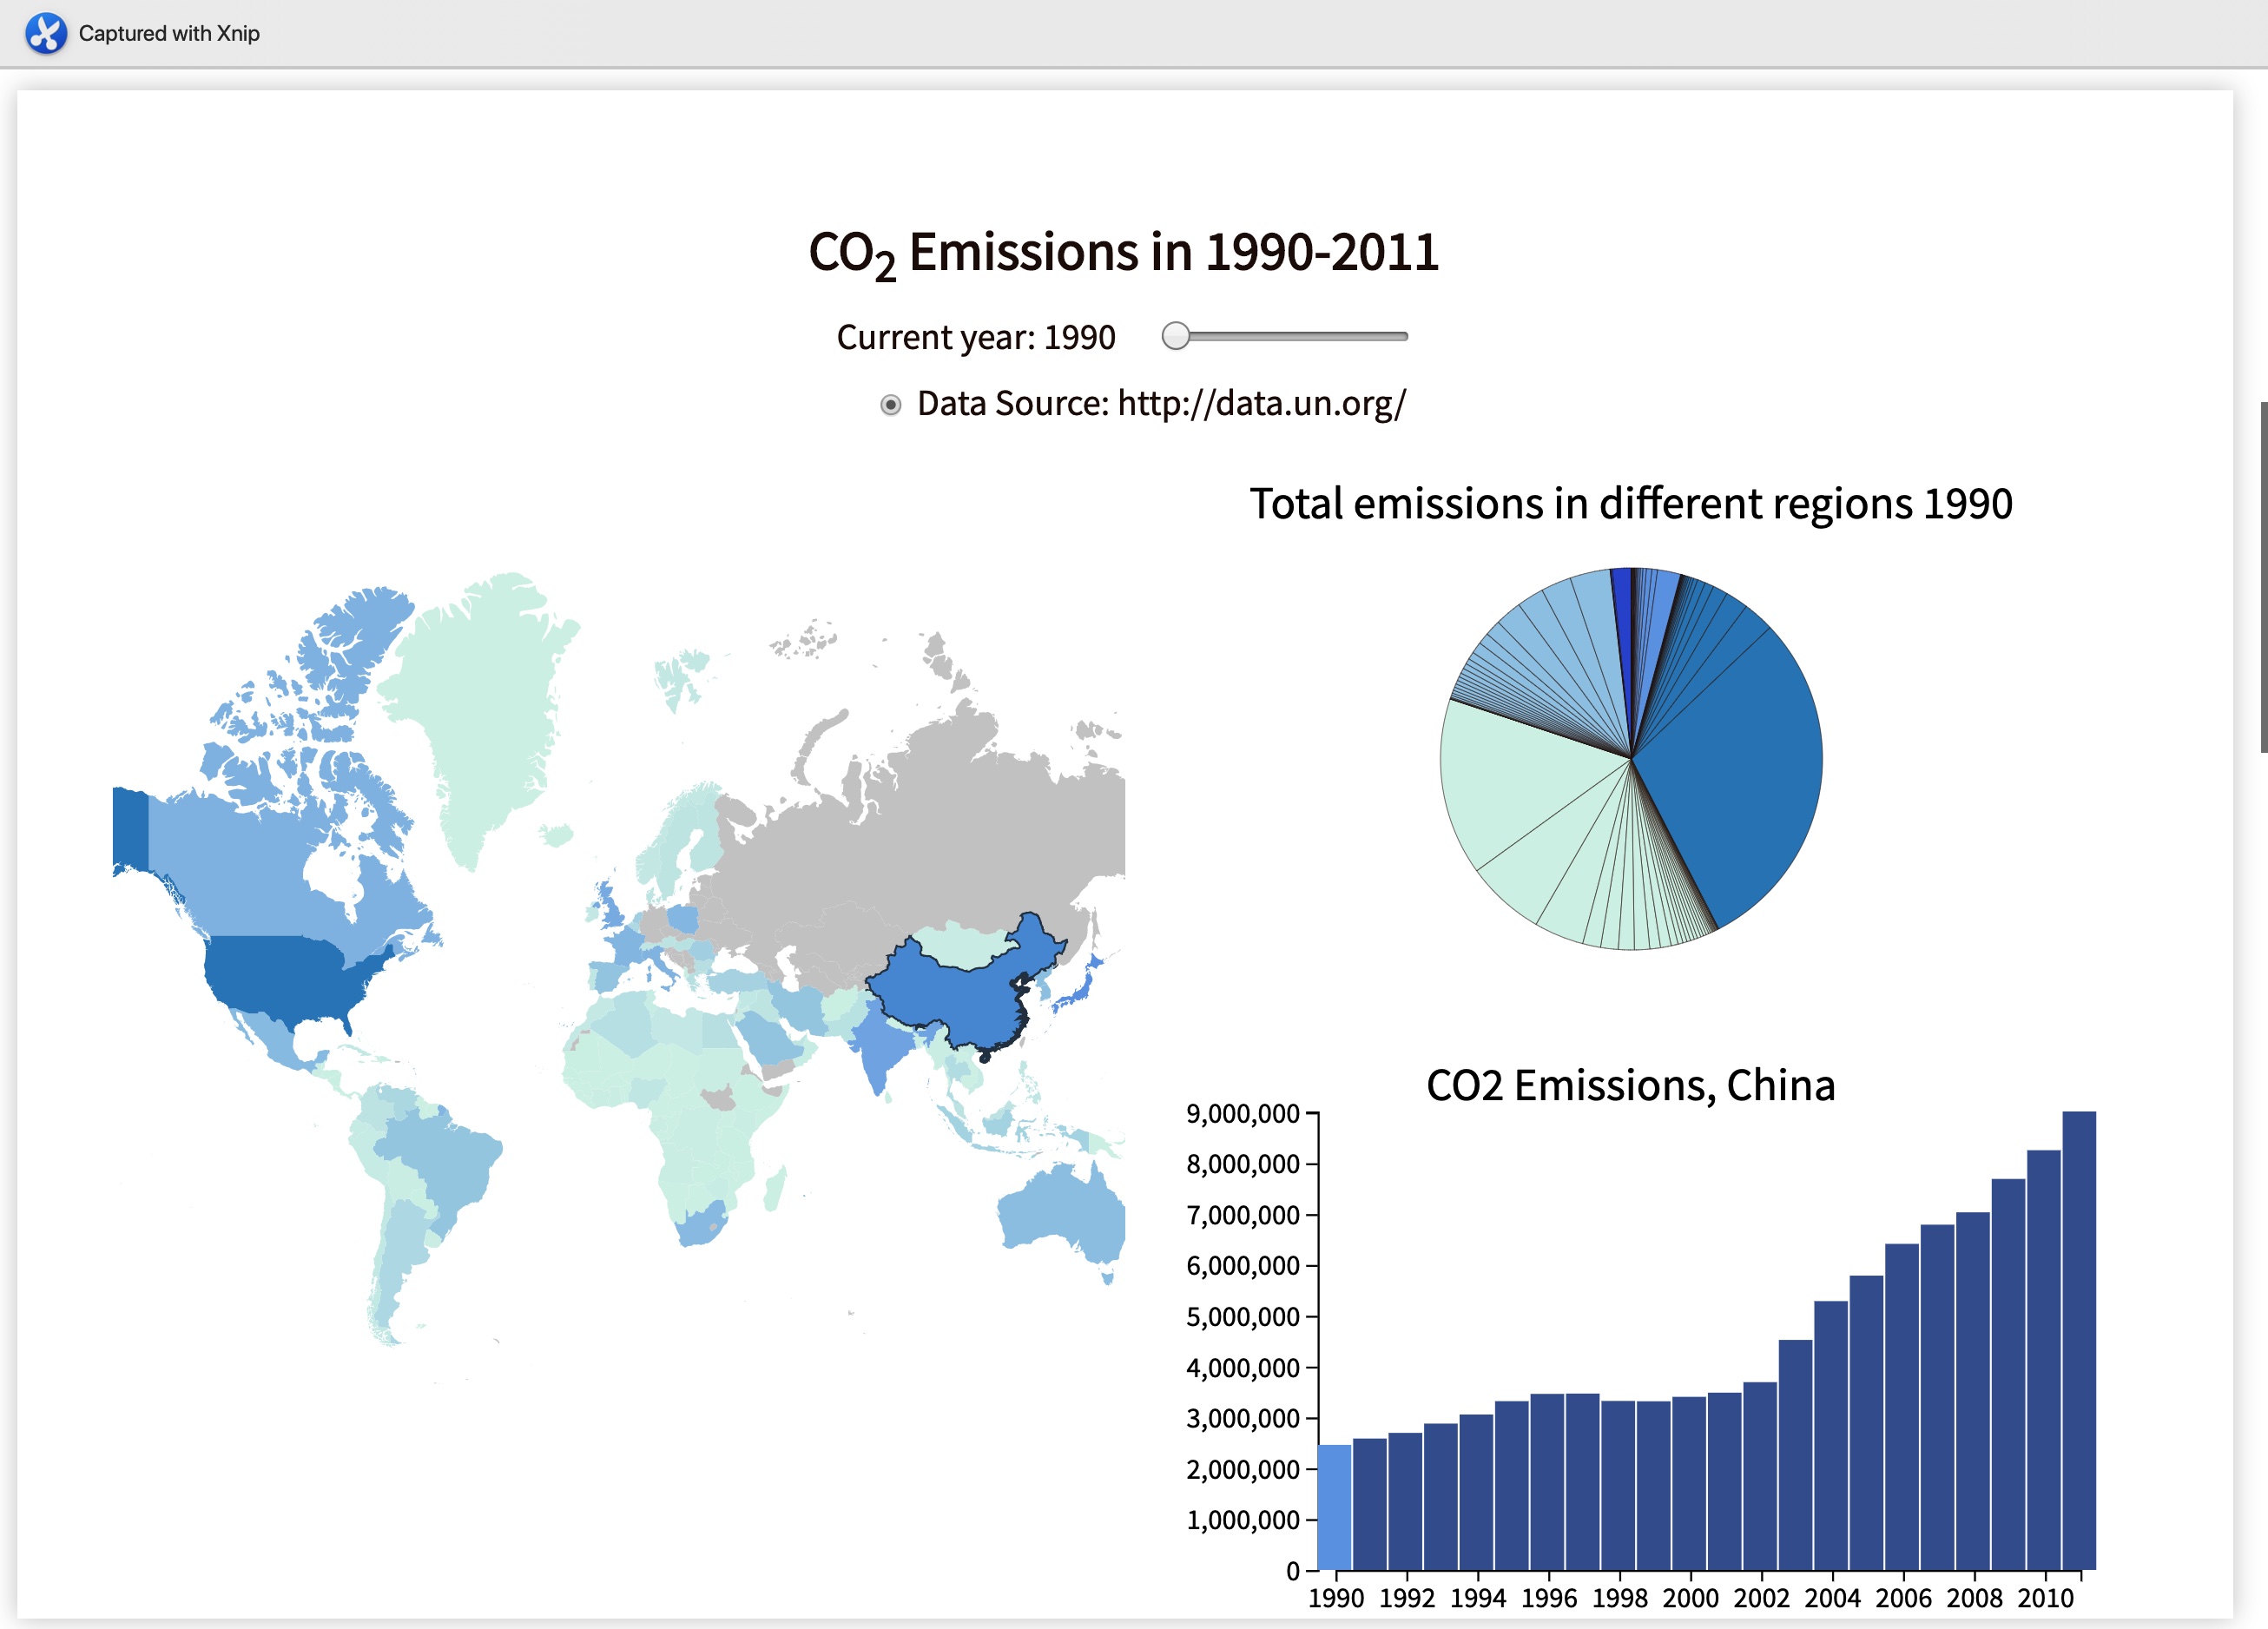 Captured with Xnip
CO2 Emissions in 1990-2011
Current year: 1990
Data Source: http://data.un.org/
Total emissions in different regions 1990
CO2 Emissions, China
9,000,000
8,000,000
7,000,000
6,000,000
5,000,000
4,000,000
3,000,000
2,000,000
1,000,000
0
1990 1992 1994 1996 1998 2000 2002 2004 2006 2008 2010